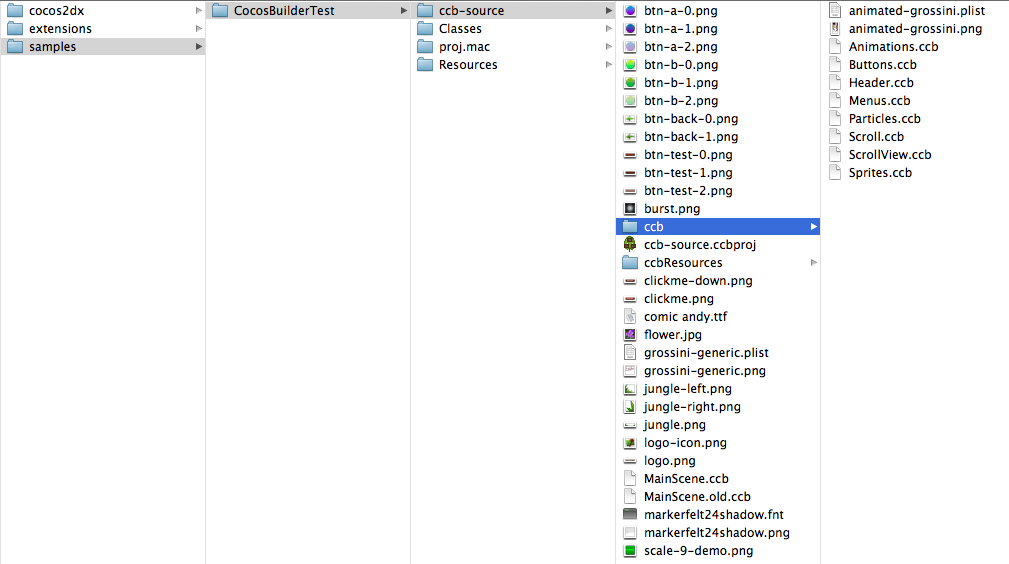 cocos2dx
extensions
samples
CocosBuilderTest
ccb-source
Classes
proj.mac
Resources
btn-a-0.png
btn-a-1.png
btn-a-2.png
btn-b-0.png
btn-b-1.png
btn-b-2.png
btn-back-0.png
btn-back-1.png
btn-test-0.png
btn-test-1.png
btn-test-2.png
burst.png
ccb
ccb-source.ccbproj
ccbResources
clickme-down.png
clickme.png
comic andy.ttf
flower.jpg
grossini-generic.plist
grossini-generic.png
jungle-left.png
jungle-right.png
jungle.png
logo-icon.png
logo.png
MainScene.ccb
MainScene.old.ccb
markerfelt24shadow.fnt
markerfelt24shadow.png
scale-9-demo.png
animated-grossini.plist
animated-grossini.png
Animations.ccb
Buttons.ccb
Header.ccb
Menus.ccb
Particles.ccb
Scroll.ccb
ScrollView.ccb
Sprites.ccb